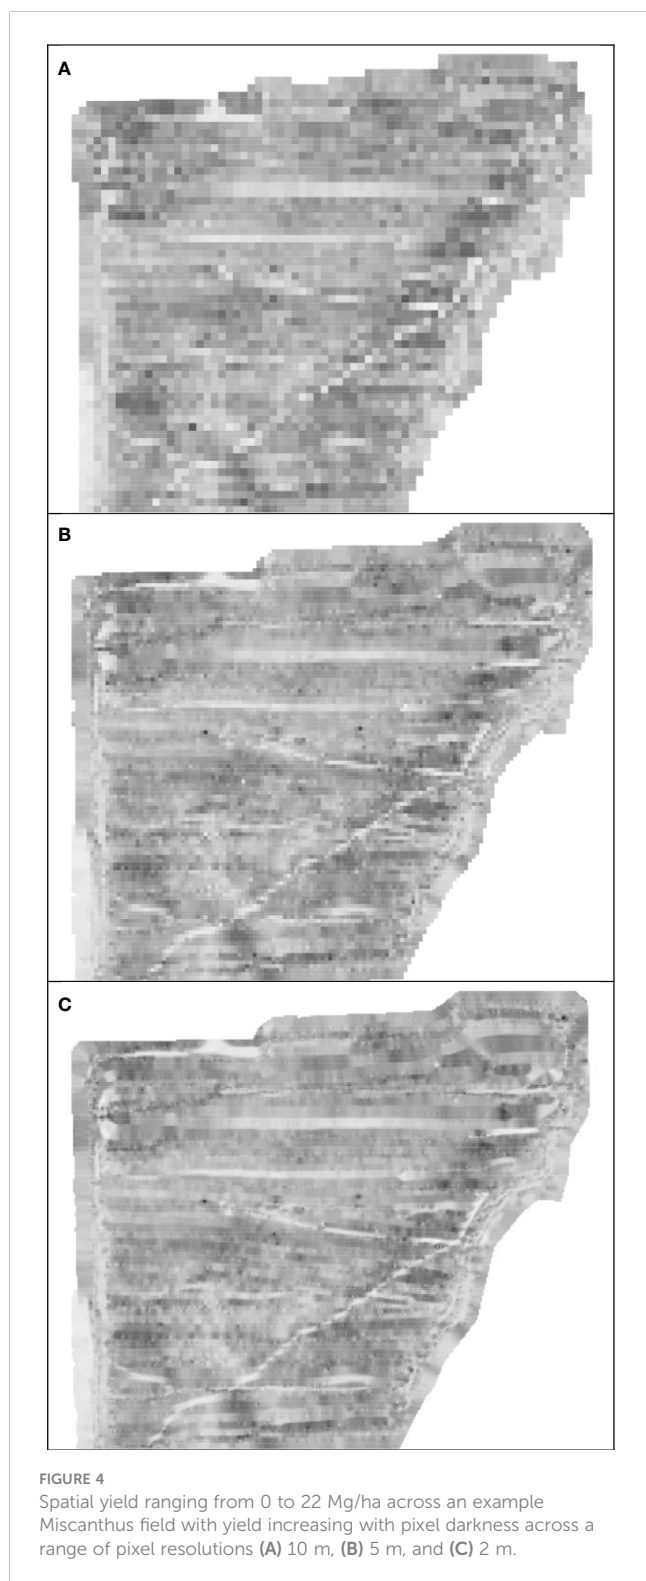 A
B
C
FIGURE 4
Spatial yield ranging from 0 to 22 Mg/ha across an example
Miscanthus field with yield increasing with pixel darkness across a
range of pixel resolutions (A) 10 m, (B) 5 m, and (C) 2 m.